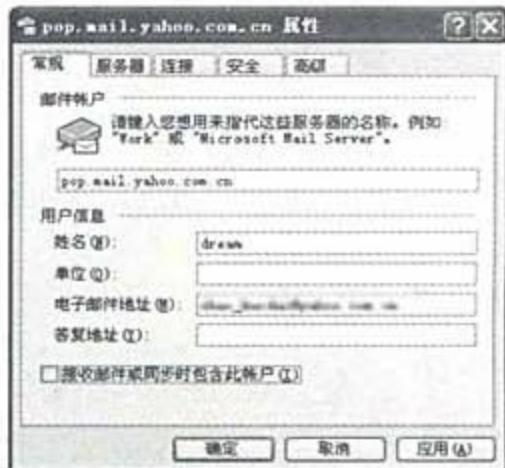 pop.mail.yahoo.com.cn 属性
常规 服务器 连接 安全 高级
邮件帐户
请键入您想用来指代这些服务器的名称。例如
"Work" 或 "Microsoft Mail Server"。
pop.mail.yahoo.com.cn
用户信息
姓名(N): dream
单位(O):
电子邮件地址(M):
答复地址(Y):
接收邮件或同步时包含此帐户(I)
确定 取消 应用(A)